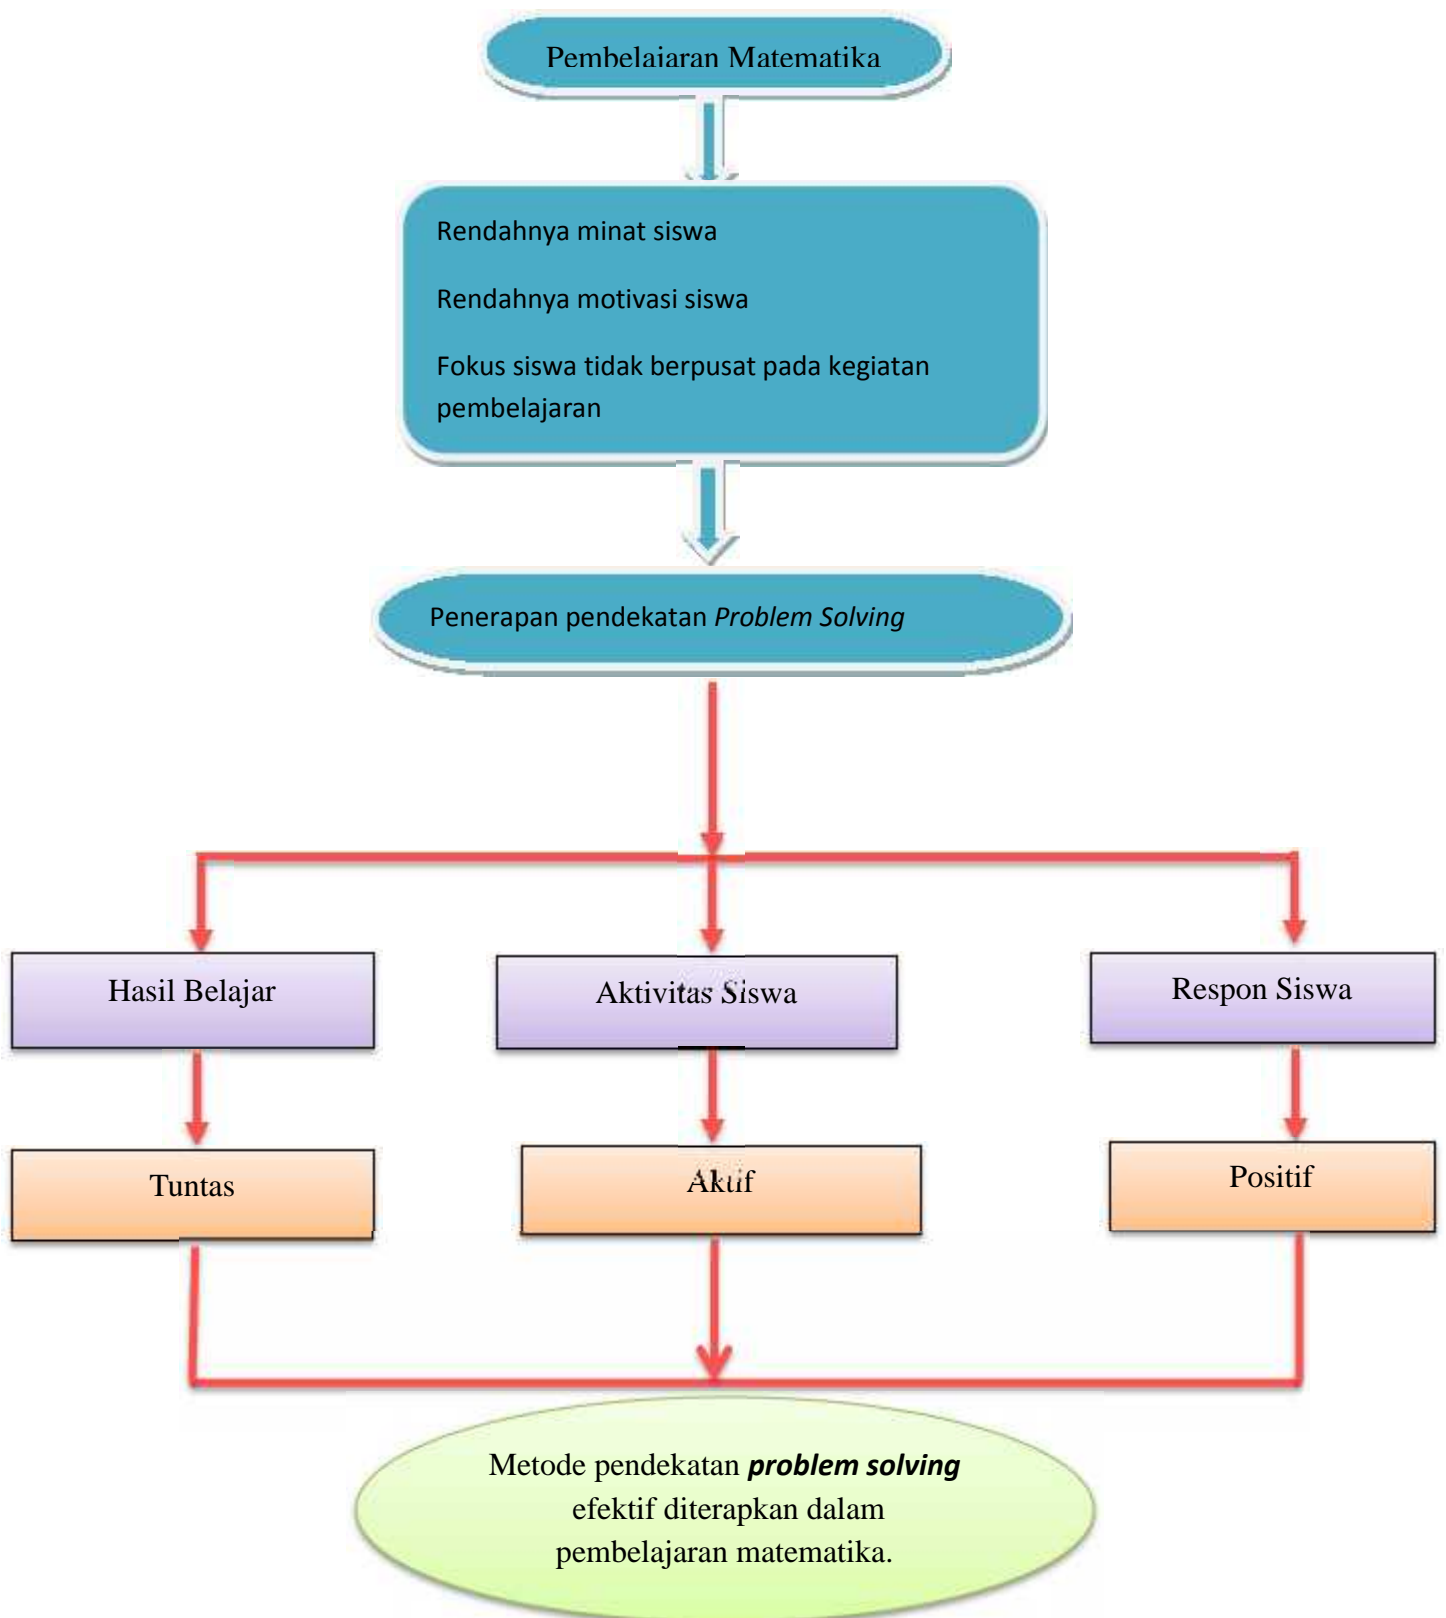 Pembelajaran Matematika
Rendahnya minat siswa
Rendahnya motivasi siswa
Fokus siswa tidak berpusat pada kegiatan
pembelajaran
Penerapan pendekatan Problem Solving
Hasil Belajar
Aktivitas Siswa
Respon Siswa
Tuntas
Aktif
Positif
Metode pendekatan problem solving
efektif diterapkan dalam
pembelajaran matematika.